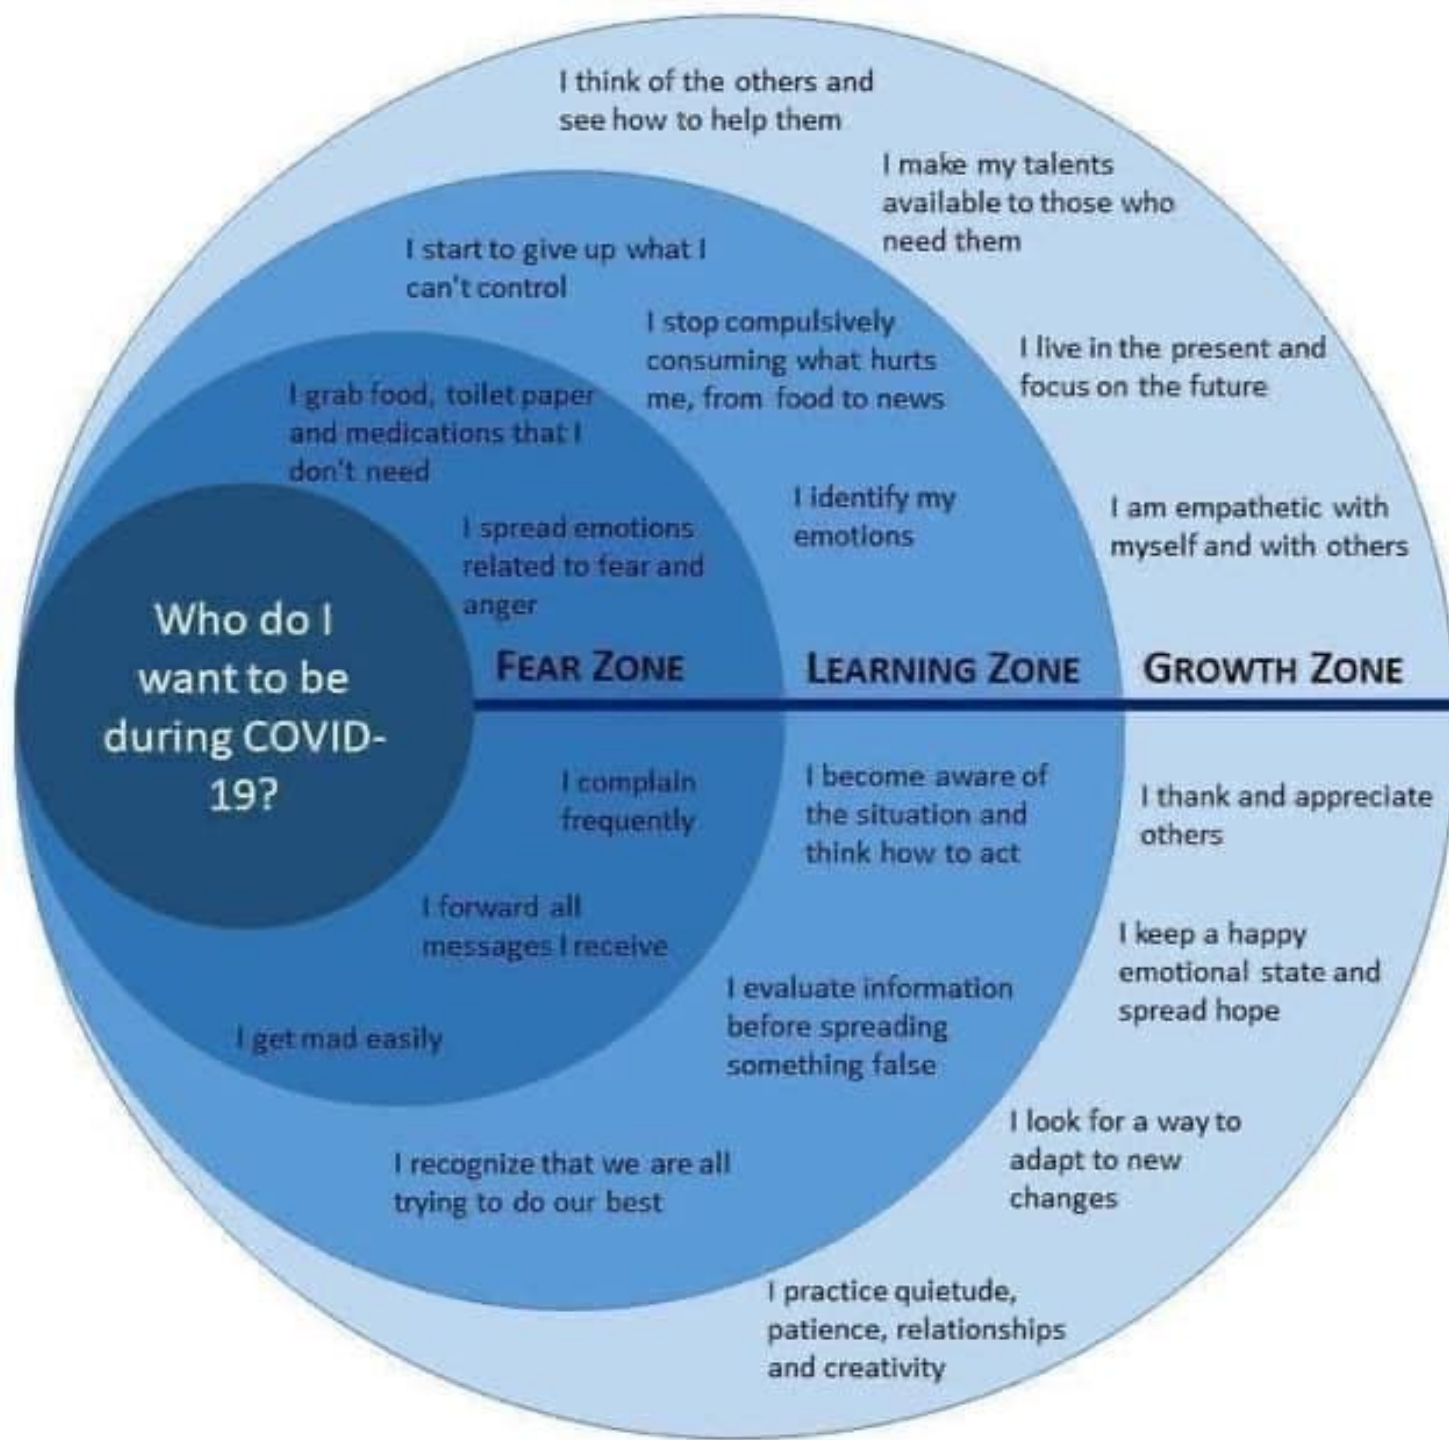 I think of the others and
see how to help them
I make my talents
available to those who
need them
I start to give up what I
can't control
I stop compulsively
consuming what hurts
me, from food to news
I live in the present and
focus on the future
I grab food, toilet paper
and medications that I
don't need
I identify my
emotions
I am empathetic with
myself and with others
I spread emotions
related to fear and
anger
Who do I
want to be
during COVID-
19?
FEAR ZONE
LEARNING ZONE
GROWTH ZONE
I complain
frequently
I become aware of
the situation and
think how to act
I thank and appreciate
others
I forward all
messages I receive
I keep a happy
emotional state and
spread hope
I evaluate information
before spreading
something false
I get mad easily
I look for a way to
adapt to new
changes
I recognize that we are all
trying to do our best
I practice quietude,
patience, relationships
and creativity